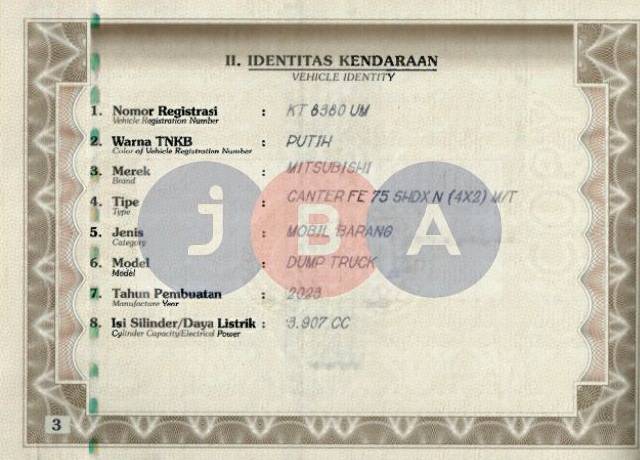 II. IDENTITAS KENDARAAN
VEHICLE IDENTITY
1. Nomor Registrasi : KT 8380 UM
Vehicle Registration Number
2. Warna TNKB : PUTIH
Color of Vehicle Registration Number
3. Merek : MITSUBISHI
Brand
4. Tipe : CANTER FE 75 SHDX N (4X2) M/T
Type
5. Jenis : MOBIL BARANG
Category
6. Model : DUMP TRUCK
Model
7. Tahun Pembuatan : 2023
Manufacture Year
8. Isi Silinder/Daya Listrik : 3.907 CC
Cylinder Capacity/Electrical Power
JBA
3